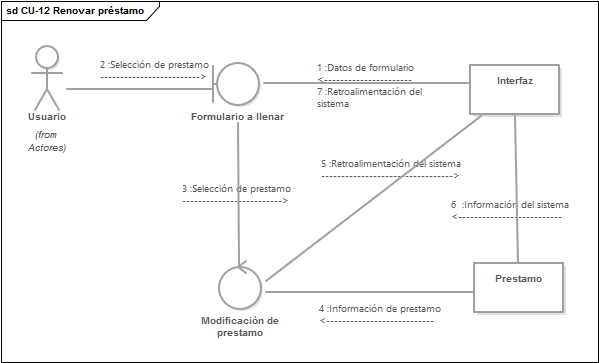 sd CU-12 Renovar préstamo
2 :Selección de prestamo
Usuario
(from
Actores)
Formulario a llenar
1 :Datos de formulario
7 :Retroalimentación del
sistema
Interfaz
3 :Selección de prestamo
5 :Retroalimentación del sistema
6 :Información del sistema
Modificación de
prestamo
4 :Información de prestamo
Prestamo